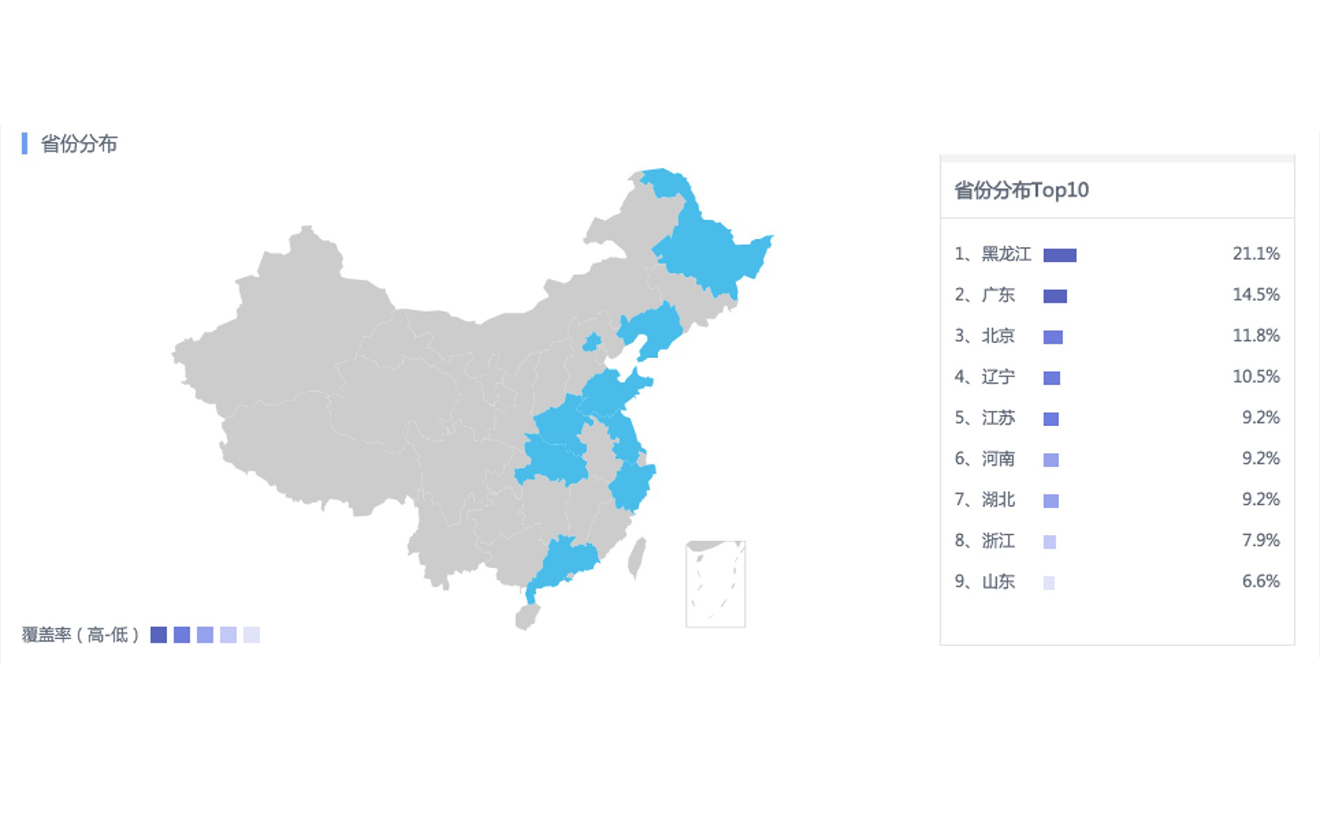 省份分布
省份分布Top10
1、黑龙江 21.1%
2、广东 14.5%
3、北京 11.8%
4、辽宁 10.5%
5、江苏 9.2%
6、河南 9.2%
7、湖北 9.2%
8、浙江 7.9%
9、山东 6.6%
覆盖率（高-低）